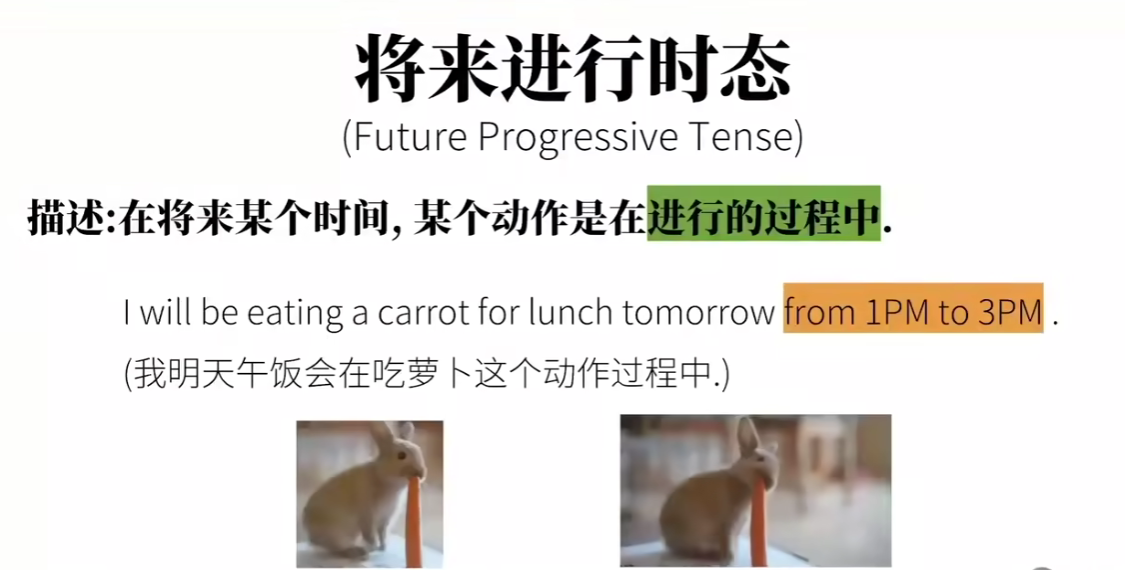 将来进行时态
(Future Progressive Tense)
描述:在将来某个时间, 某个动作是在进行的过程中.
I will be eating a carrot for lunch tomorrow from 1PM to 3PM .
(我明天午饭会在吃萝卜这个动作过程中.)